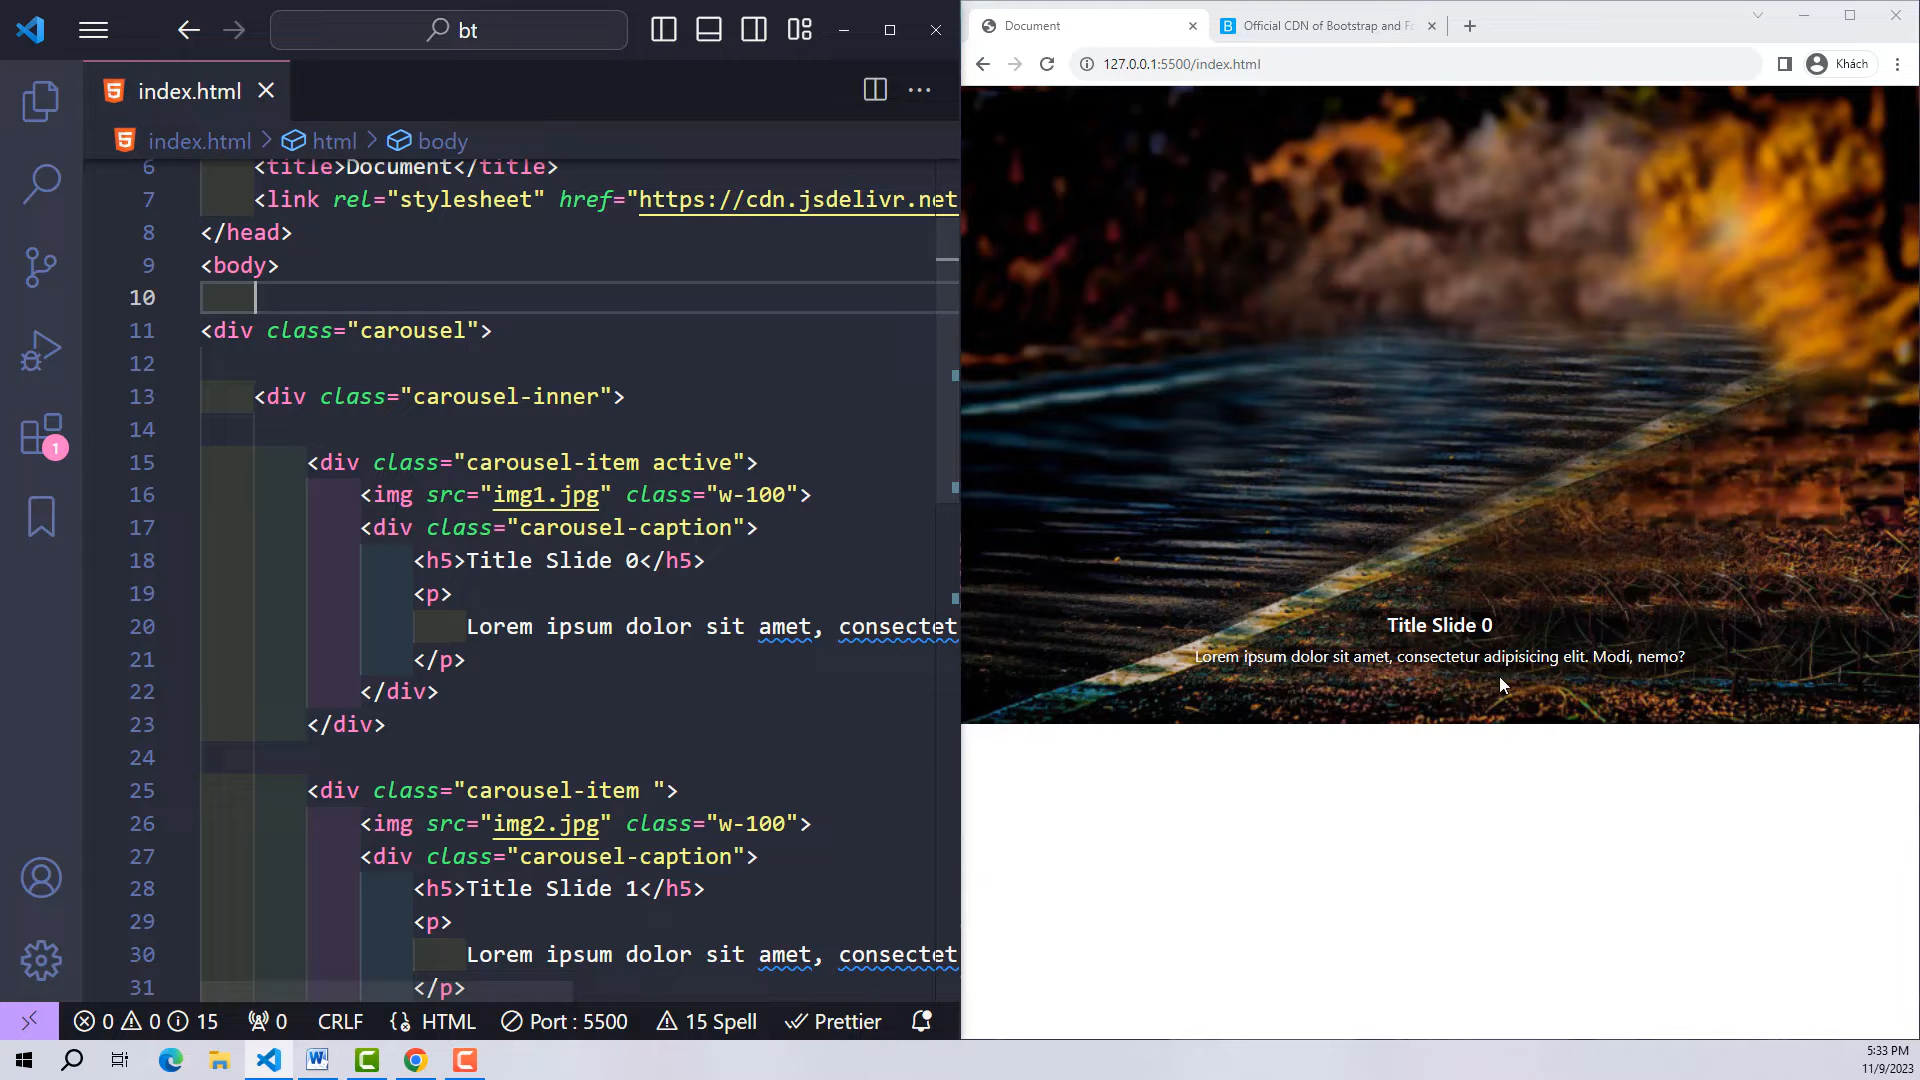 bt
index.html
index.html > html > body
6 <title>Document</title>
7 <link rel="stylesheet" href="https://cdn.jsdelivr.net
8 </head>
9 <body>
10
11 <div class="carousel">
12
13 <div class="carousel-inner">
14
15 <div class="carousel-item active">
16 <img src="img1.jpg" class="w-100">
17 <div class="carousel-caption">
18 <h5>Title Slide 0</h5>
19 <p>
20 Lorem ipsum dolor sit amet, consectet
21 </p>
22 </div>
23 </div>
24
25 <div class="carousel-item ">
26 <img src="img2.jpg" class="w-100">
27 <div class="carousel-caption">
28 <h5>Title Slide 1</h5>
29 <p>
30 Lorem ipsum dolor sit amet, consectet
31 </p>
1
0 0 15 0 CRLF HTML Port : 5500 15 Spell Prettier
Document
Official CDN of Bootstrap and Fo
127.0.0.1:5500/index.html
Khách
Title Slide 0
Lorem ipsum dolor sit amet, consectetur adipisicing elit. Modi, nemo?
5:33 PM
11/9/2023